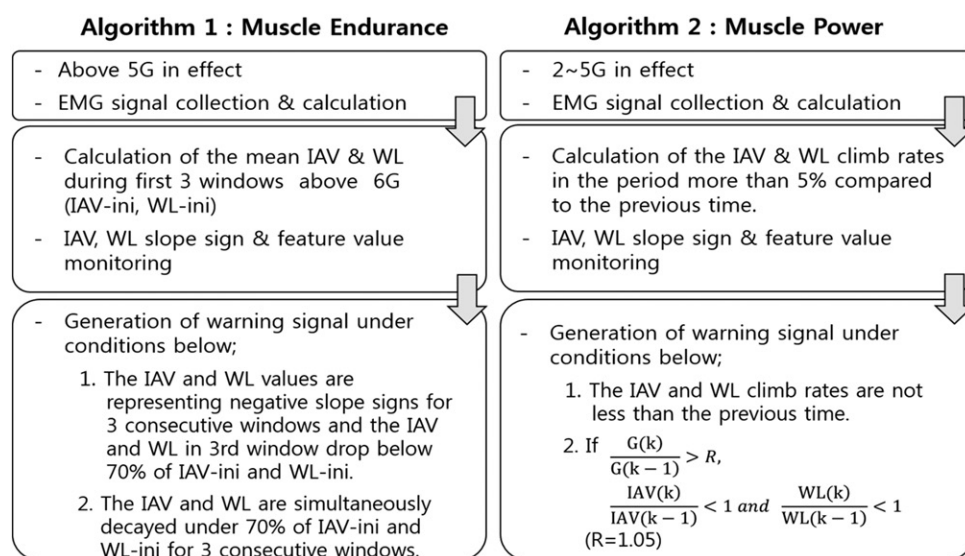 Algorithm 1 : Muscle Endurance
- Above 5G in effect
- EMG signal collection & calculation
- Calculation of the mean IAV & WL
during first 3 windows above 6G
(IAV-ini, WL-ini)
- IAV, WL slope sign & feature value
monitoring
- Generation of warning signal under
conditions below;
1. The IAV and WL values are
representing negative slope signs for
3 consecutive windows and the IAV
and WL in 3rd window drop below
70% of IAV-ini and WL-ini.
2. The IAV and WL are simultaneously
decayed under 70% of IAV-ini and
WL-ini for 3 consecutive windows.
Algorithm 2 : Muscle Power
- 2~5G in effect
- EMG signal collection & calculation
- Calculation of the IAV & WL climb rates
in the period more than 5% compared
to the previous time.
- IAV, WL slope sign & feature value
monitoring
- Generation of warning signal under
conditions below;
1. The IAV and WL climb rates are not
less than the previous time.
2. If G(k)/G(k − 1) > R,
IAV(k)/IAV(k − 1) < 1 and WL(k)/WL(k − 1) < 1
(R=1.05)